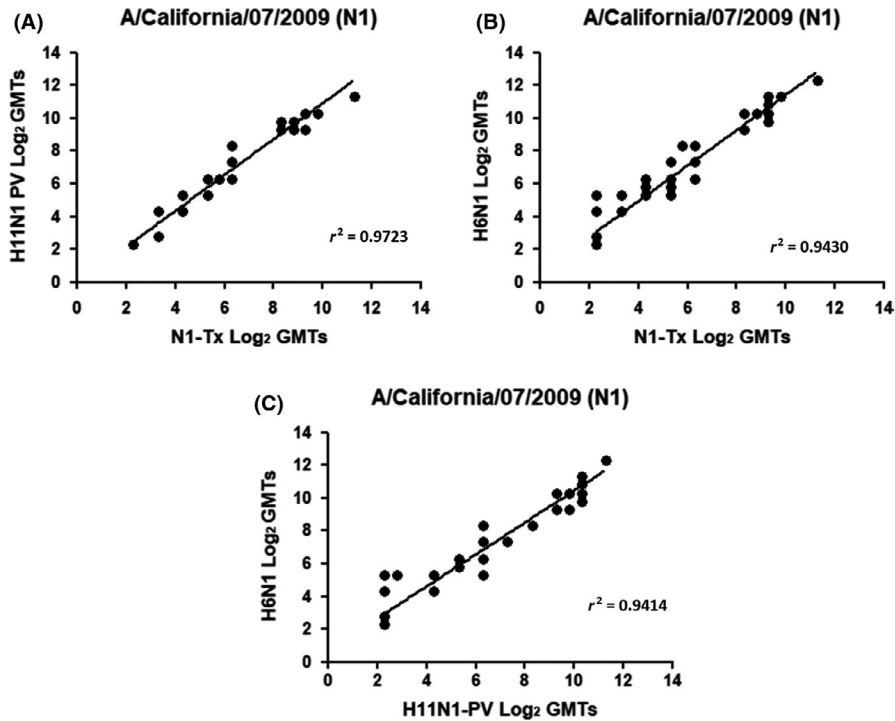 (A)
A/California/07/2009 (N1)
H11N1 PV Log₂ GMTs
14
12
10
8
6
4
2
0
0 2 4 6 8 10 12 14
r² = 0.9723
N1-Tx Log₂ GMTs
(B)
A/California/07/2009 (N1)
H6N1 Log₂ GMTs
14
12
10
8
6
4
2
0
0 2 4 6 8 10 12 14
r² = 0.9430
N1-Tx Log₂ GMTs
(C)
A/California/07/2009 (N1)
H6N1 Log₂ GMTs
14
12
10
8
6
4
2
0
0 2 4 6 8 10 12 14
r² = 0.9414
H11N1-PV Log₂ GMTs